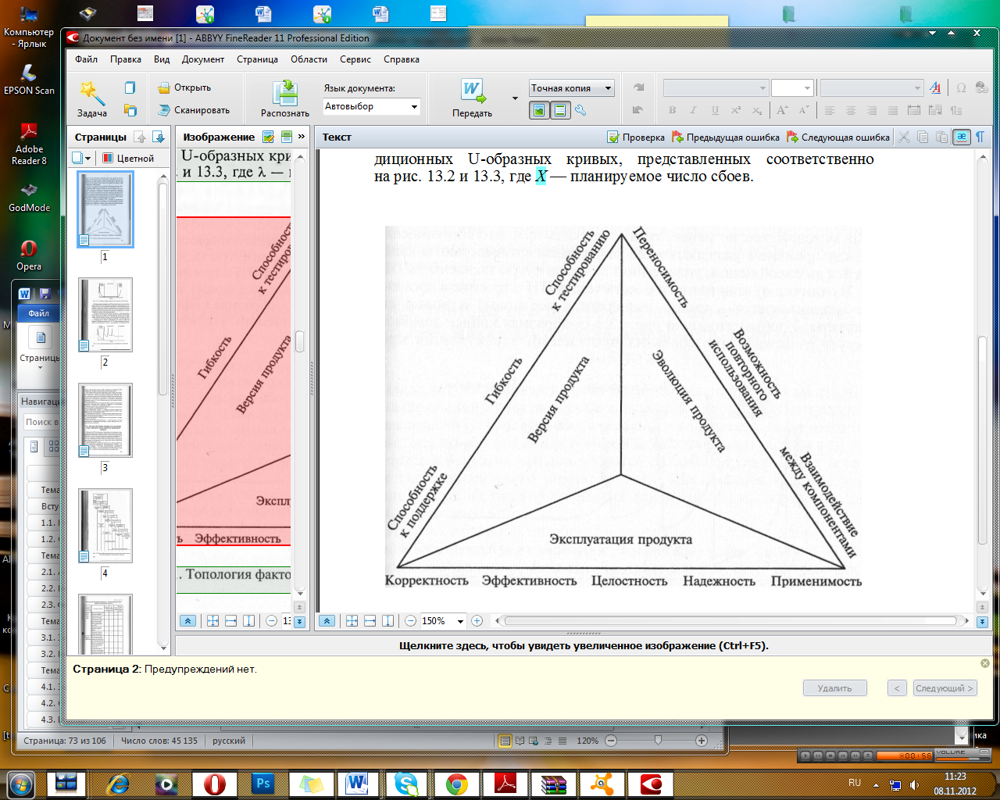 Компьютер
- Ярлык
EPSON Scan
Adobe
Reader 8
GodMode
Opera
Документ без имени [1] - ABBYY FineReader 11 Professional Edition
Файл Правка Вид Документ Страница Области Сервис Справка
Задача
Открыть
Сканировать
Распознать
Язык документа:
Автовыбор
Передать
Точная копия
Страницы
Цветной
1
2
3
4
Изображение
U-образных кри
и 13.3, где λ —
Способность
к тестиров
Гибкость
Версия продукта
Экспл
Эффективность
. Топология факто
13
Текст
Проверка Предыдущая ошибка Следующая ошибка
диционных U-образных кривых, представленных соответственно
на рис. 13.2 и 13.3, где X — планируемое число сбоев.
Способность
к тестированию
Переносимость
Гибкость
Версия продукта
Эволюция продукта
Возможность
повторного
использования
Способность
к поддержке
Взаимодействие
между компонентами
Эксплуатация продукта
Корректность Эффективность Целостность Надежность Применимость
150%
Щелкните здесь, чтобы увидеть увеличенное изображение (Ctrl+F5).
Страница 2: Предупреждений нет.
Удалить < Следующий >
Файл
Страницы
Навигац
Поиск в
Тема
Всту
1.1.
1.2.
Тема
2.1.
2.2.
2.3.
Тема
3.1.
3.2.
Тема
4.1.
4.2.
4.3.
Страница: 73 из 106 Число слов: 45 135 русский 120%
VOLUME
RU
11:23
08.11.2012